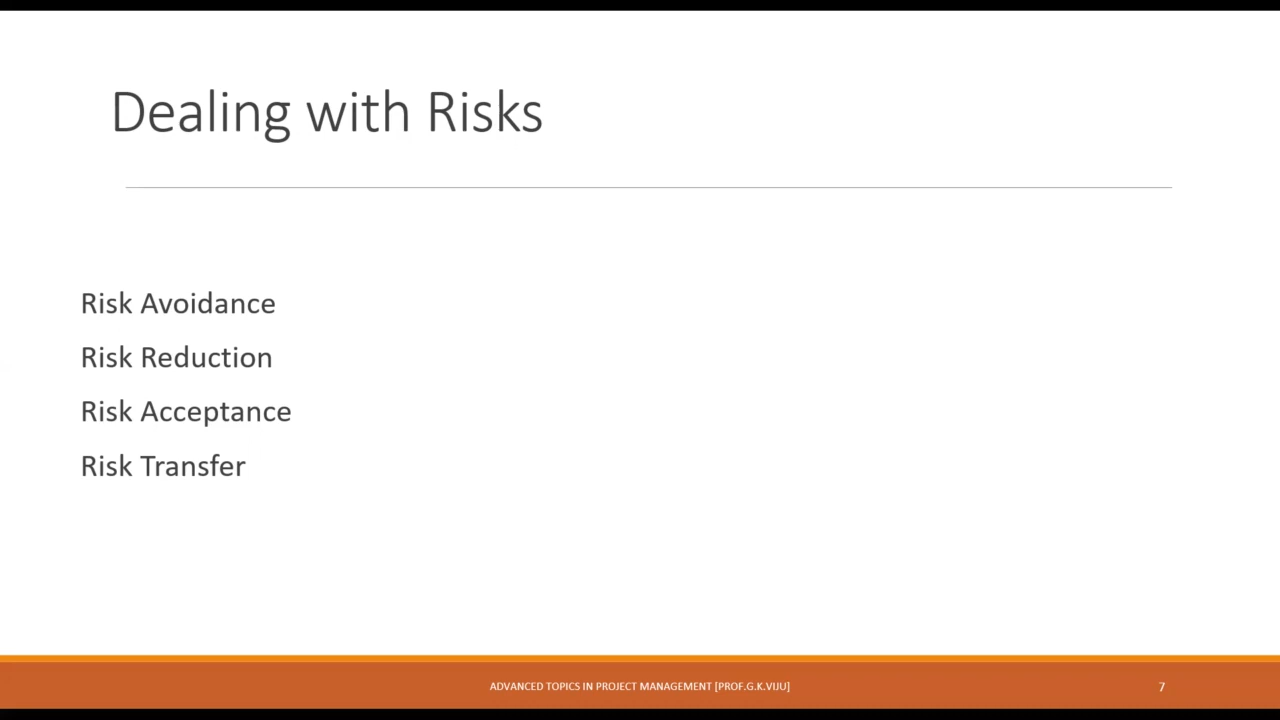 Dealing with Risks
Risk Avoidance
Risk Reduction
Risk Acceptance
Risk Transfer
ADVANCED TOPICS IN PROJECT MANAGEMENT [PROF.G.K.VIJU]
7